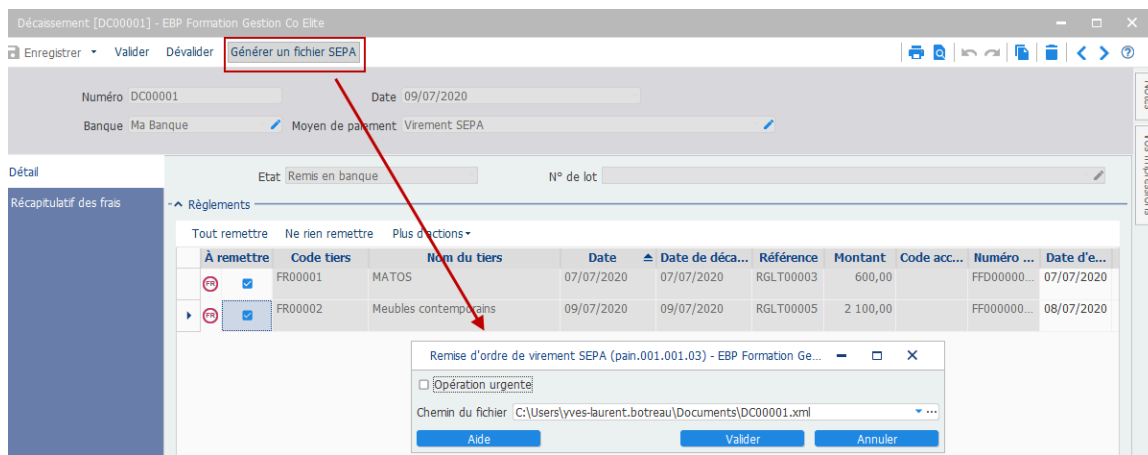 Décaissement [DC00001] - EBP Formation Gestion Co Elite
Enregistrer Valider Dévalider Générer un fichier SEPA
Numéro DC00001 Date 09/07/2020
Banque Ma Banque Moyen de paiement Virement SEPA
Notes
Vos impressions
Détail
Récapitulatif des frais
Etat Remis en banque N° de lot
Règlements
Tout remettre Ne rien remettre Plus d'actions
À remettre Code tiers Nom du tiers Date Date de déca... Référence Montant Code acc... Numéro ... Date d'e...
FR FR00001 MATOS 07/07/2020 07/07/2020 RGLT00003 600,00 FFD000000... 07/07/2020
FR FR00002 Meubles contemporains 09/07/2020 09/07/2020 RGLT00005 2 100,00 FF000000... 08/07/2020
Remise d'ordre de virement SEPA (pain.001.001.03) - EBP Formation Ge...
Opération urgente
Chemin du fichier C:\Users\yves-laurent.botreau\Documents\DC00001.xml
Aide Valider Annuler